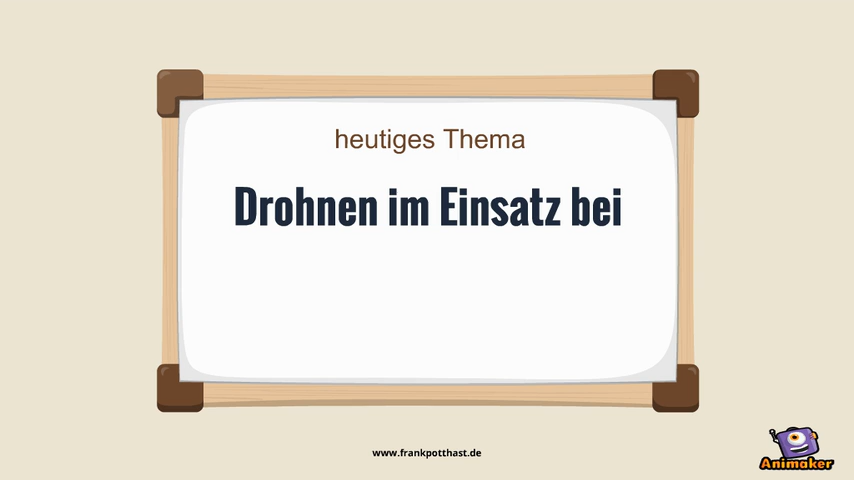 heutiges Thema
Drohnen im Einsatz bei
www.frankpotthast.de
Animaker